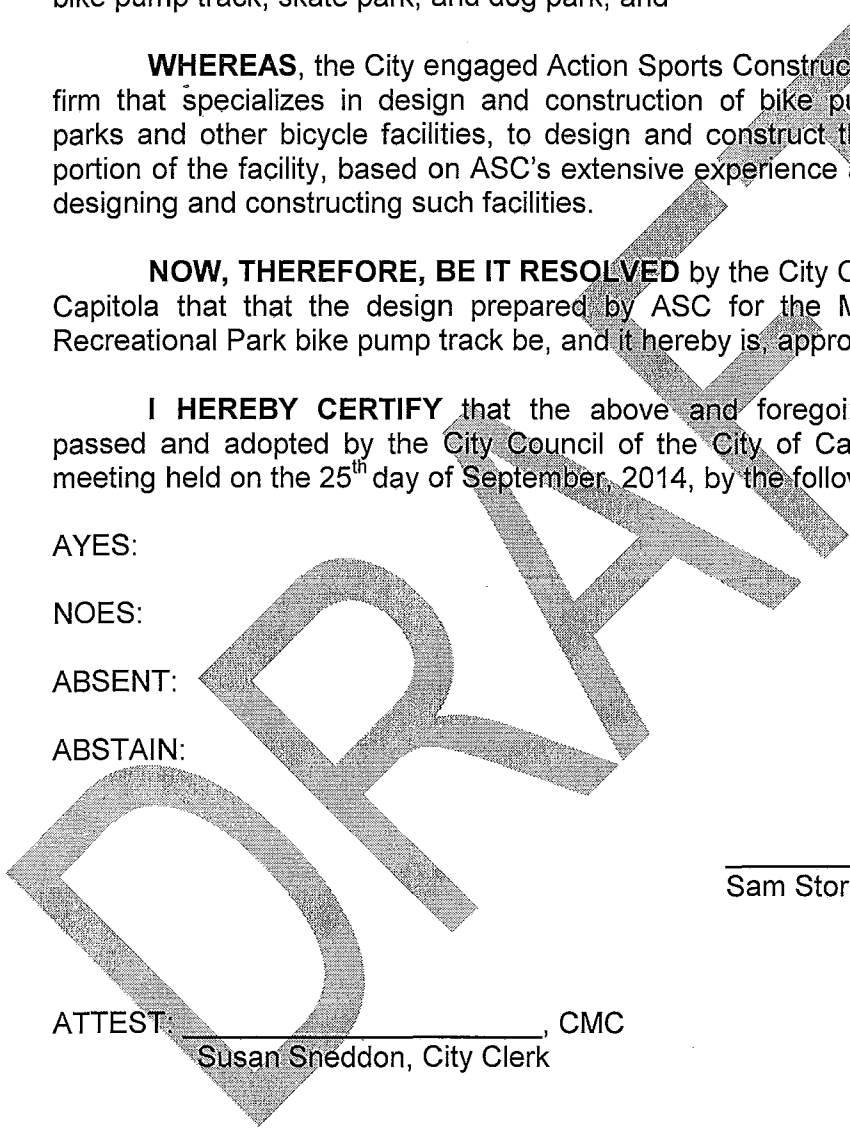 bike pump track, skate park, and dog park; and
WHEREAS, the City engaged Action Sports Construc
firm that specializes in design and construction of bike pu
parks and other bicycle facilities, to design and construct t
portion of the facility, based on ASC's extensive experience
designing and constructing such facilities.
NOW, THEREFORE, BE IT RESOLVED by the City C
Capitola that that the design prepared by ASC for the M
Recreational Park bike pump track be, and it hereby is, appro
I HEREBY CERTIFY that the above and foregoi
passed and adopted by the City Council of the City of Ca
meeting held on the 25th day of September, 2014, by the follow
AYES:
NOES:
ABSENT:
ABSTAIN:
Sam Stor
ATTEST: ____________________, CMC
Susan Sneddon, City Clerk
DRAFT